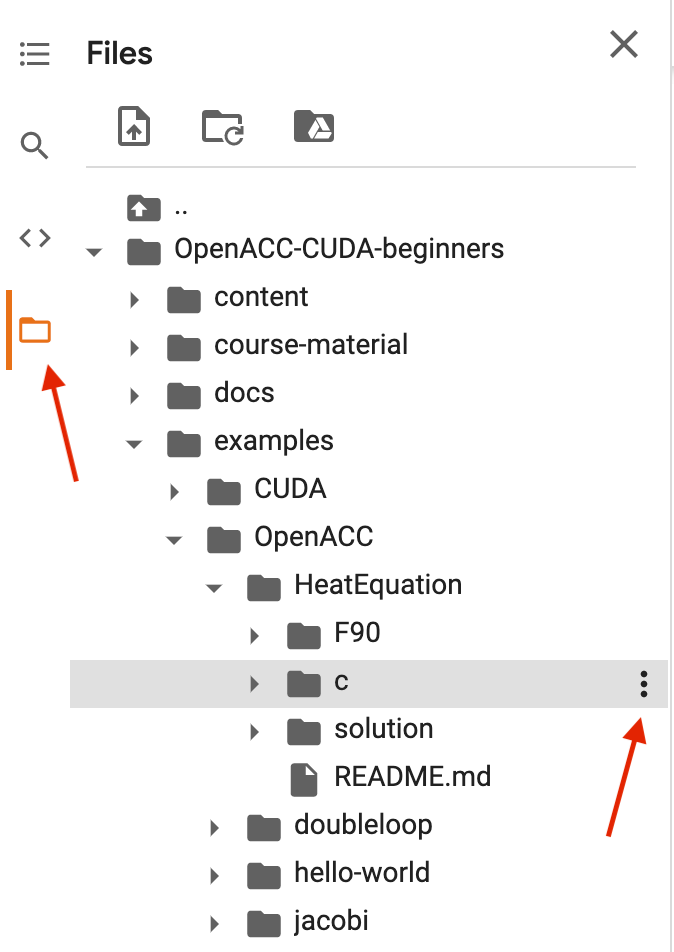 Files
..
OpenACC-CUDA-beginners
content
course-material
docs
examples
CUDA
OpenACC
HeatEquation
F90
c
solution
README.md
doubleloop
hello-world
jacobi